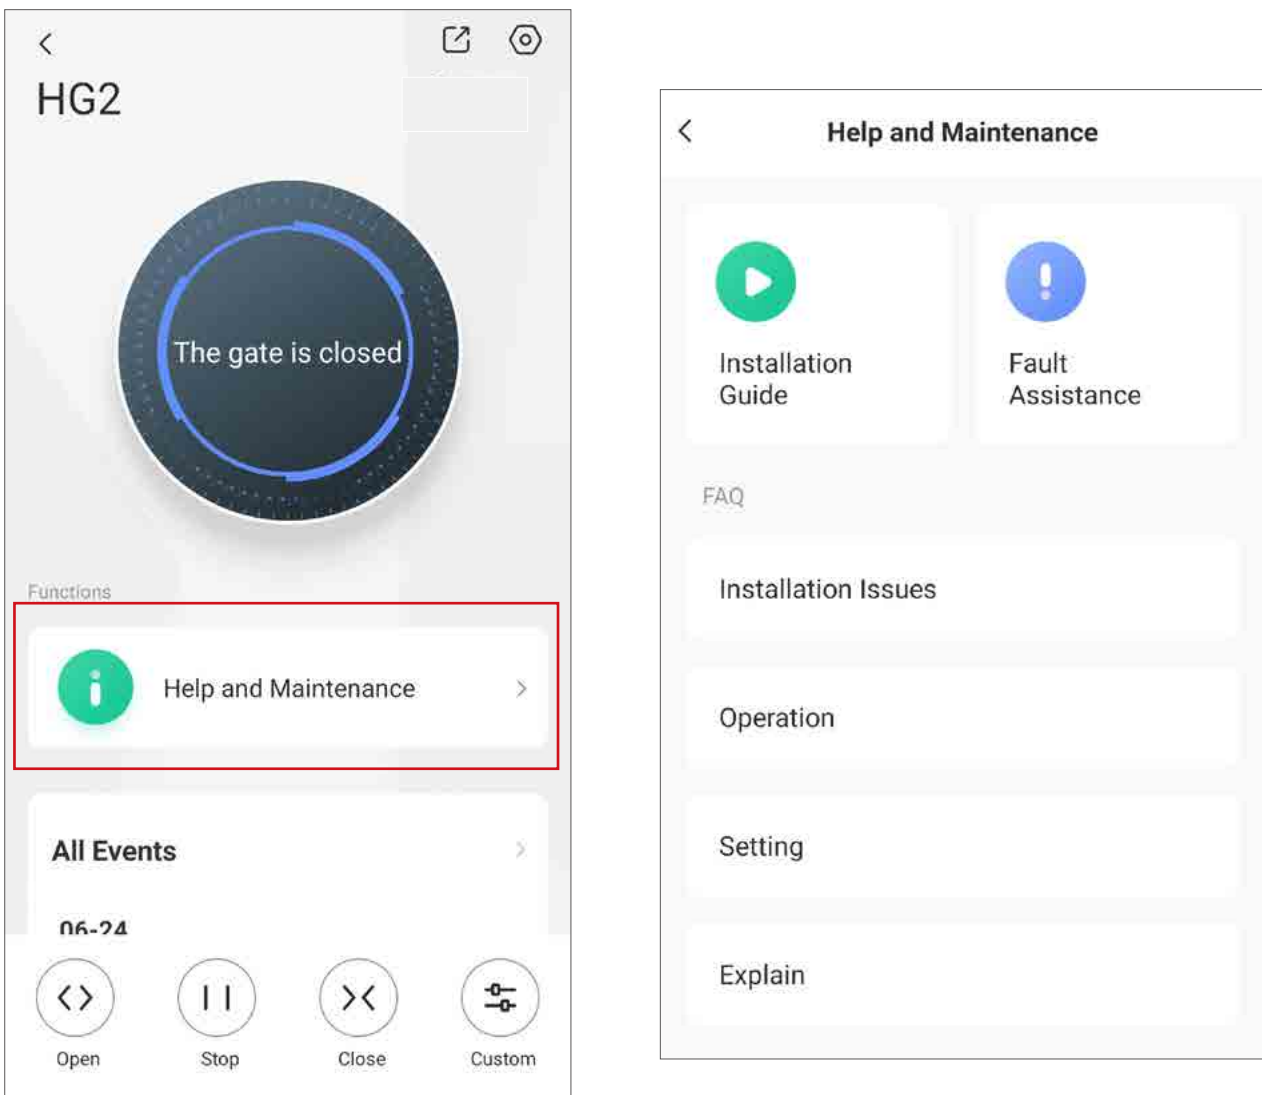 HG2
The gate is closed
Functions
Help and Maintenance
All Events
06-24
Open
Stop
Close
Custom
Help and Maintenance
Installation
Guide
Fault
Assistance
FAQ
Installation Issues
Operation
Setting
Explain